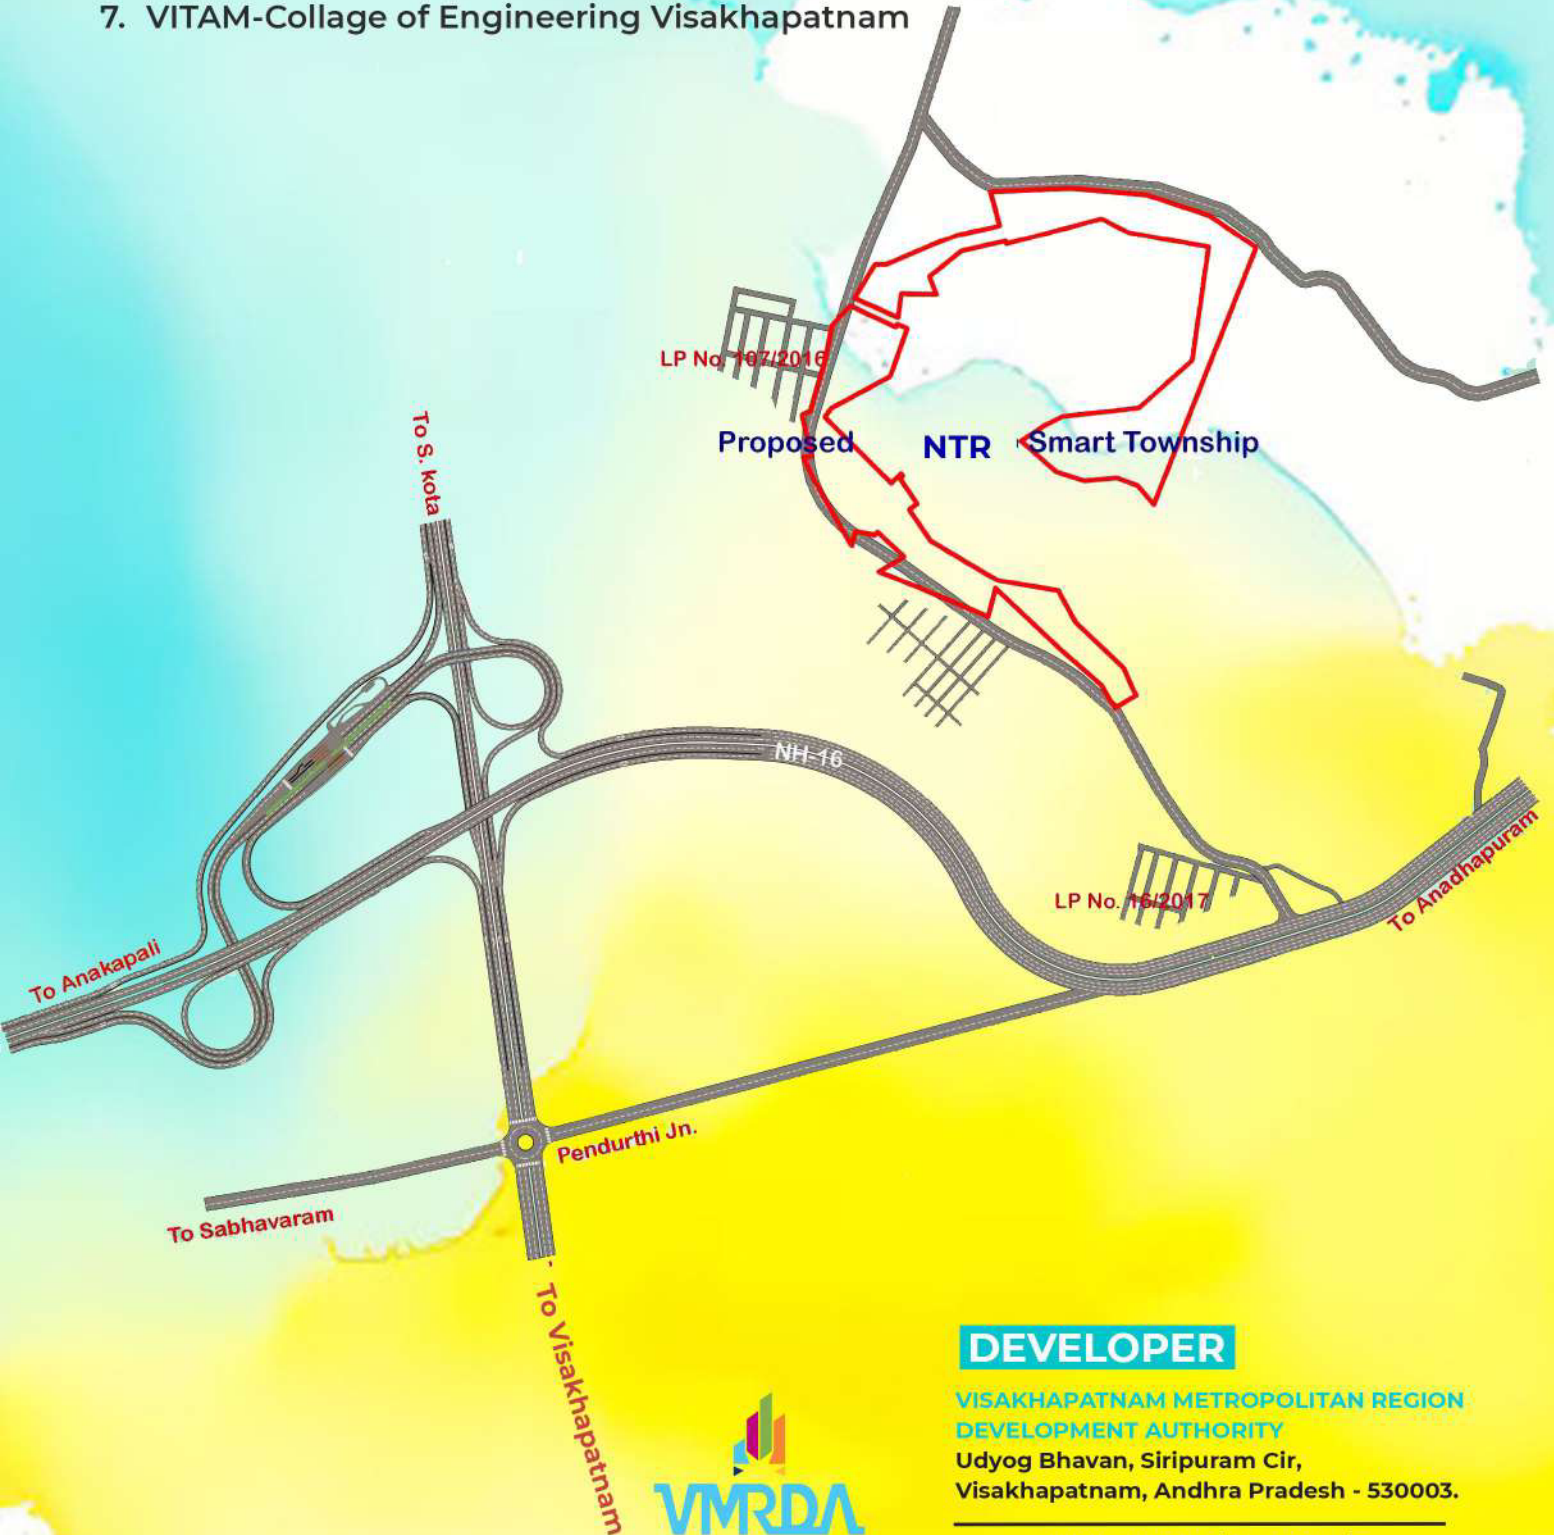 7. VITAM-Collage of Engineering Visakhapatnam
LP No. 107/2016
To S. kota
Proposed NTR Smart Township
NH-16
LP No. 16/2017
To Anadhapuram
To Anakapali
Pendurthi Jn.
To Sabhavaram
- To Visakhapatnam
DEVELOPER
VISAKHAPATNAM METROPOLITAN REGION
DEVELOPMENT AUTHORITY
Udyog Bhavan, Siripuram Cir,
Visakhapatnam, Andhra Pradesh - 530003.
VMRDA